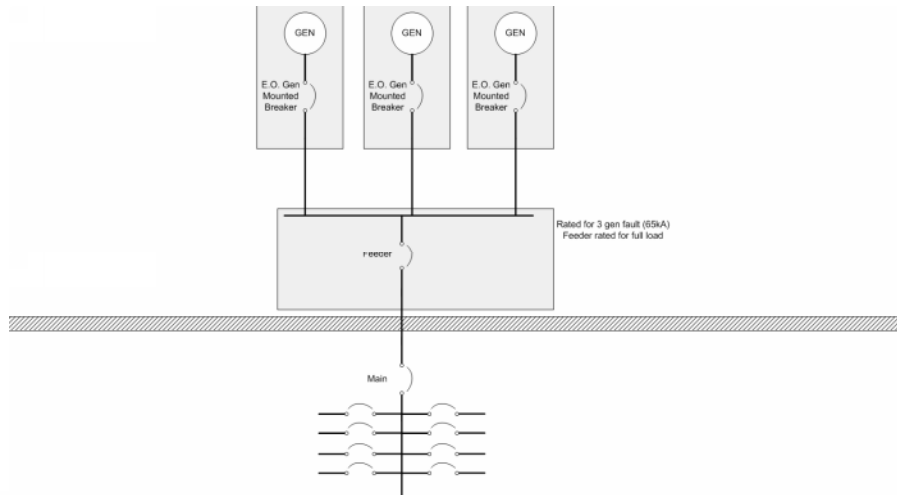 GEN
GEN
GEN
E.O. Gen
Mounted
Breaker
E.O. Gen
Mounted
Breaker
E.O. Gen
Mounted
Breaker
Rated for 3 gen fault (65kA)
Feeder rated for full load
Feeder
Main